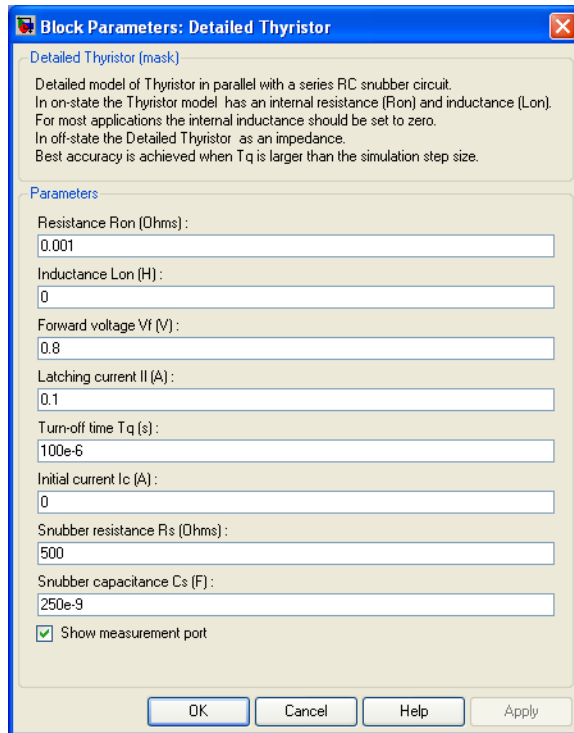 Block Parameters: Detailed Thyristor
Detailed Thyristor (mask)
Detailed model of Thyristor in parallel with a series RC snubber circuit.
In on-state the Thyristor model has an internal resistance (Ron) and inductance (Lon).
For most applications the internal inductance should be set to zero.
In off-state the Detailed Thyristor as an impedance.
Best accuracy is achieved when Tq is larger than the simulation step size.
Parameters
Resistance Ron (Ohms) :
0.001
Inductance Lon (H) :
0
Forward voltage Vf (V) :
0.8
Latching current Il (A) :
0.1
Turn-off time Tq (s) :
100e-6
Initial current Ic (A) :
0
Snubber resistance Rs (Ohms) :
500
Snubber capacitance Cs (F) :
250e-9
Show measurement port
OK Cancel Help Apply